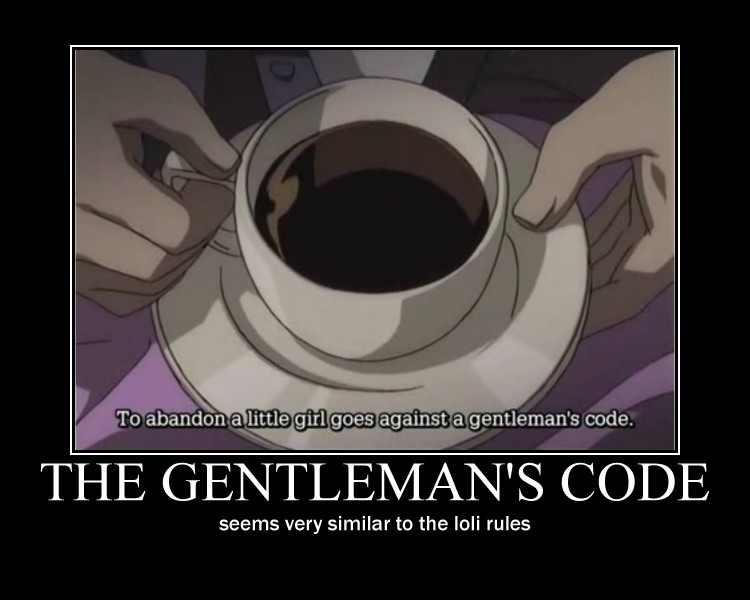 To abandon a little girl goes against a gentleman's code.
THE GENTLEMAN'S CODE
seems very similar to the loli rules